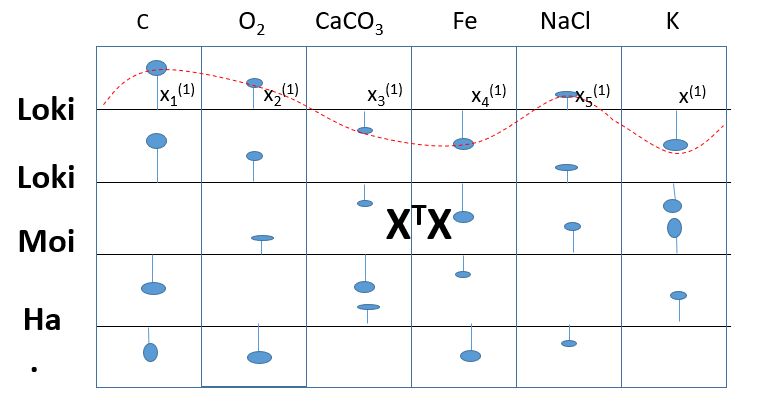 C O₂ CaCO₃ Fe NaCl K
Loki x₁⁽¹⁾ x₂⁽¹⁾ x₃⁽¹⁾ x₄⁽¹⁾ x₅⁽¹⁾ x⁽¹⁾
Loki
Moi XᵀX
Ha
.